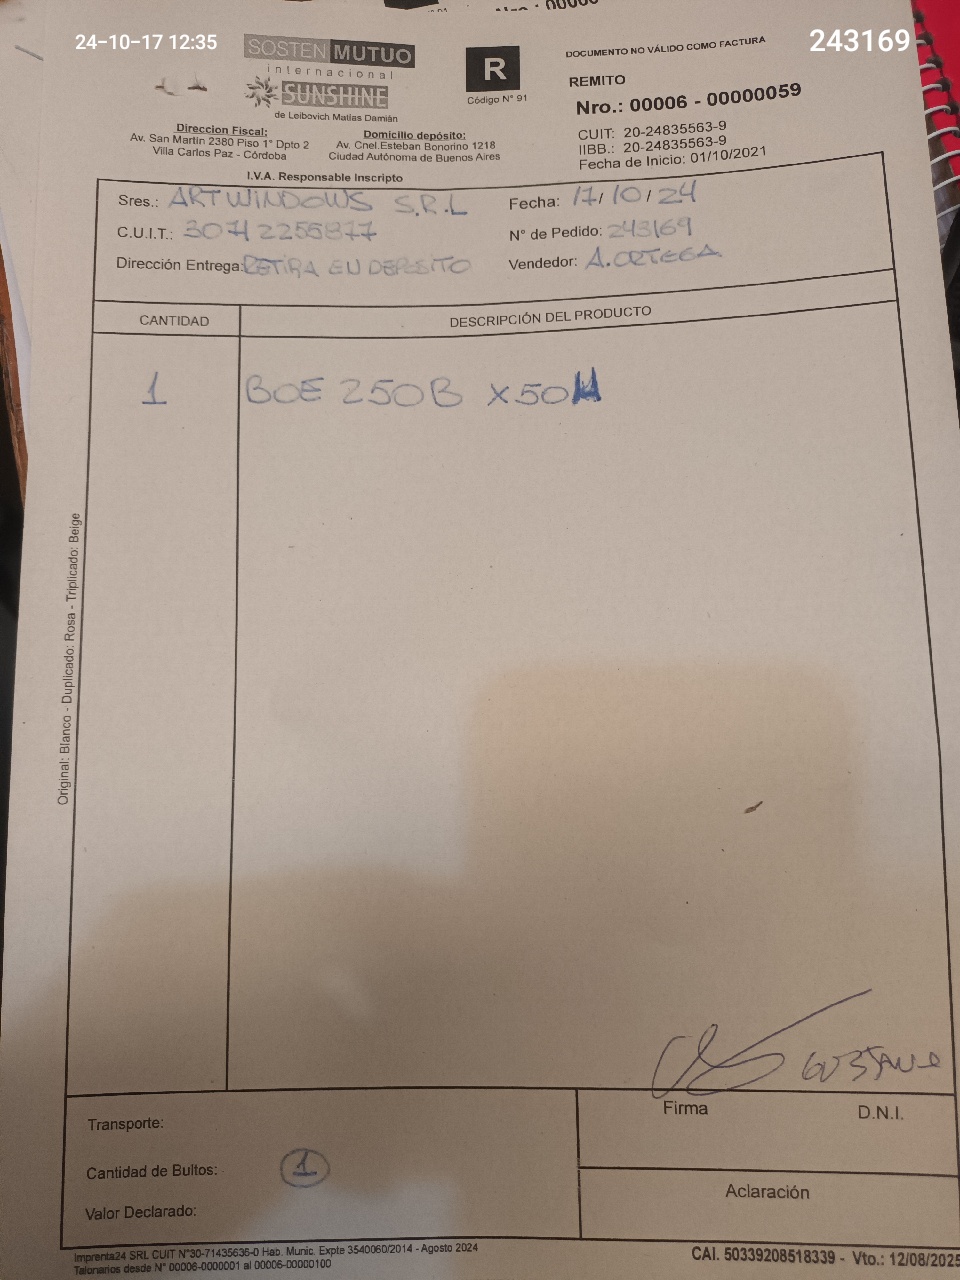 24-10-17 12:35
243169
SOSTEN MUTUO
internacional
SUNSHINE
de Leibovich Matías Damián
Direccion Fiscal:
Av. San Martin 2380 Piso 1° Dpto 2
Villa Carlos Paz - Córdoba
Domicilio depósito:
Av. Cnel.Esteban Bonorino 1218
Ciudad Autónoma de Buenos Aires
I.V.A. Responsable Inscripto
R
Código N° 91
DOCUMENTO NO VÁLIDO COMO FACTURA
REMITO
Nro.: 00006 - 00000059
CUIT: 20-24835563-9
IIBB.: 20-24835563-9
Fecha de Inicio: 01/10/2021
Sres.: ARTWINDOWS S.R.L
Fecha: 17/10/24
C.U.I.T.: 30712255877
N° de Pedido: 243169
Dirección Entrega: RETIRA EN DEPOSITO
Vendedor: A.ORTEGA
CANTIDAD DESCRIPCIÓN DEL PRODUCTO
1 BOE 250B X50M
Original: Blanco - Duplicado: Rosa - Triplicado: Beige
GUSTAVO
Firma D.N.I.
Transporte:
Cantidad de Bultos: 1
Valor Declarado:
Aclaración
Imprenta24 SRL CUIT N°30-71435636-0 Hab. Munic. Expte 3540060/2014 - Agosto 2024
Talonarios desde N° 00006-0000001 al 00006-00000100
CAI. 50339208518339 - Vto.: 12/08/2025